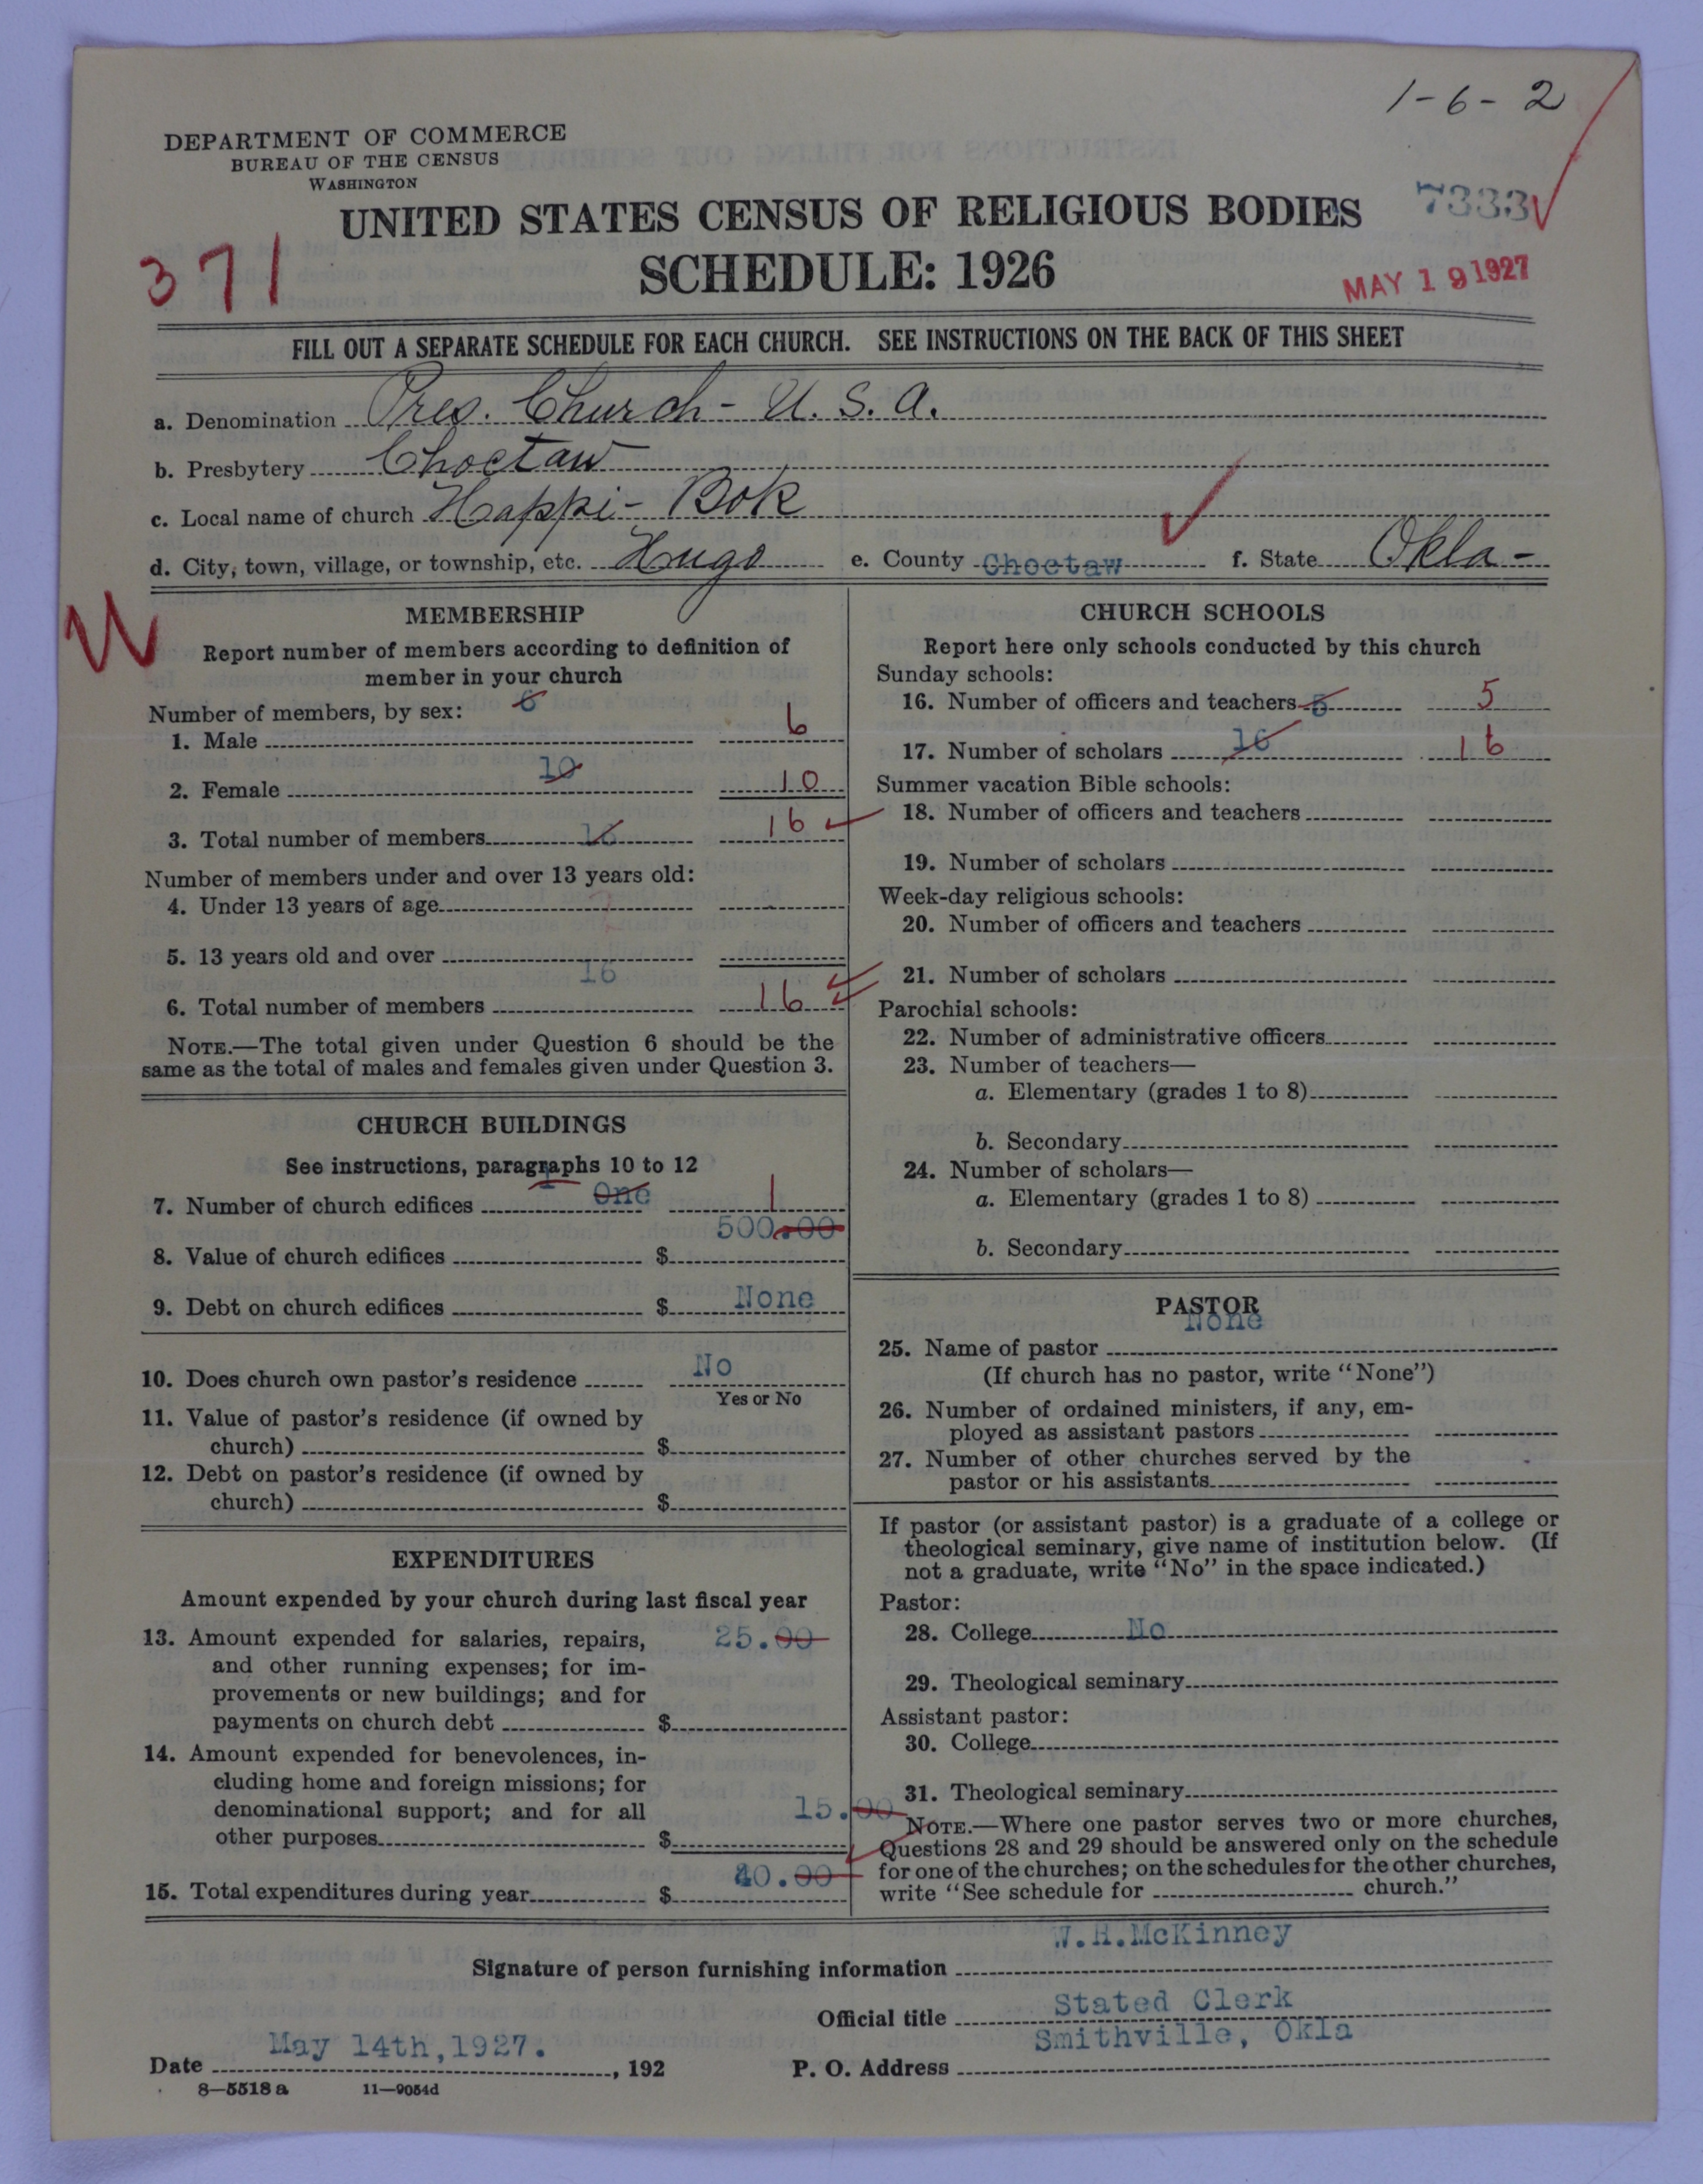 1-6-2
DEPARTMENT OF COMMERCE
BUREAU OF THE CENSUS
WASHINGTON
UNITED STATES CENSUS OF RELIGIOUS BODIES
7333
SCHEDULE: 1926
371
MAY 19 1927
FILL OUT A SEPARATE SCHEDULE FOR EACH CHURCH. SEE INSTRUCTIONS ON THE BACK OF THIS SHEET
a. Denomination Pres. Church - U. S. A.
b. Presbytery Choctaw
c. Local name of church Happi- Bok
d. City, town, village, or township, etc. Hugo e. County Choctaw f. State Okla-
MEMBERSHIP
Report number of members according to definition of
member in your church
Number of members, by sex: 6
1. Male 6
2. Female 10 10
3. Total number of members 16 16
Number of members under and over 13 years old:
4. Under 13 years of age
5. 13 years old and over
6. Total number of members 16 16
NOTE.—The total given under Question 6 should be the
same as the total of males and females given under Question 3.
CHURCH BUILDINGS
See instructions, paragraphs 10 to 12
7. Number of church edifices One 1
8. Value of church edifices $ 500.00
9. Debt on church edifices $ None
10. Does church own pastor's residence No
Yes or No
11. Value of pastor's residence (if owned by
church) $
12. Debt on pastor's residence (if owned by
church) $
EXPENDITURES
Amount expended by your church during last fiscal year
13. Amount expended for salaries, repairs, 25.00
and other running expenses; for im-
provements or new buildings; and for
payments on church debt $
14. Amount expended for benevolences, in-
cluding home and foreign missions; for
denominational support; and for all 15.00
other purposes $
15. Total expenditures during year $ 40.00
CHURCH SCHOOLS
Report here only schools conducted by this church
Sunday schools:
16. Number of officers and teachers 5 5
17. Number of scholars 16 16
Summer vacation Bible schools:
18. Number of officers and teachers
19. Number of scholars
Week-day religious schools:
20. Number of officers and teachers
21. Number of scholars
Parochial schools:
22. Number of administrative officers
23. Number of teachers—
a. Elementary (grades 1 to 8)
b. Secondary
24. Number of scholars—
a. Elementary (grades 1 to 8)
b. Secondary
PASTOR
25. Name of pastor None
(If church has no pastor, write "None")
26. Number of ordained ministers, if any, em-
ployed as assistant pastors
27. Number of other churches served by the
pastor or his assistants
If pastor (or assistant pastor) is a graduate of a college or
theological seminary, give name of institution below. (If
not a graduate, write "No" in the space indicated.)
Pastor:
28. College No
29. Theological seminary
Assistant pastor:
30. College
31. Theological seminary
NOTE.—Where one pastor serves two or more churches,
Questions 28 and 29 should be answered only on the schedule
for one of the churches; on the schedules for the other churches,
write "See schedule for church."
Signature of person furnishing information W.H.McKinney
Official title Stated Clerk
Date May 14th,1927. , 192 P. O. Address Smithville, Okla
8—5518 a 11—9054d